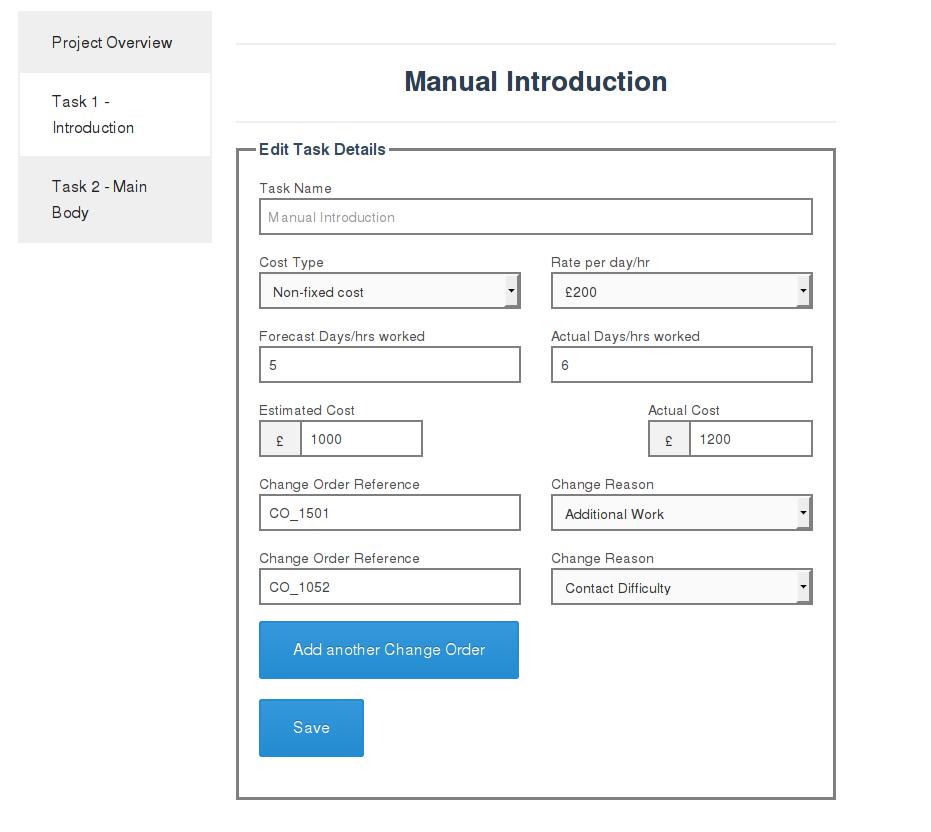 Project Overview
Task 1 -
Introduction
Task 2 - Main
Body
Manual Introduction
Edit Task Details
Task Name
Manual Introduction
Cost Type
Rate per day/hr
Non-fixed cost
£200
Forecast Days/hrs worked
Actual Days/hrs worked
5
6
Estimated Cost
Actual Cost
£ 1000
£ 1200
Change Order Reference
Change Reason
CO_1501
Additional Work
Change Order Reference
Change Reason
CO_1052
Contact Difficulty
Add another Change Order
Save